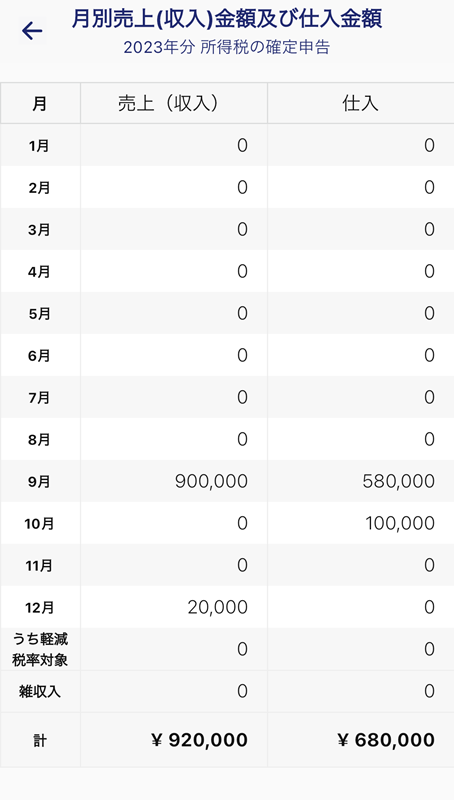 月別売上(収入)金額及び仕入金額
2023年分 所得税の確定申告
月 売上（収入） 仕入
1月 0 0
2月 0 0
3月 0 0
4月 0 0
5月 0 0
6月 0 0
7月 0 0
8月 0 0
9月 900,000 580,000
10月 0 100,000
11月 0 0
12月 20,000 0
うち軽減
税率対象 0 0
雑収入 0 0
計 ¥ 920,000 ¥ 680,000